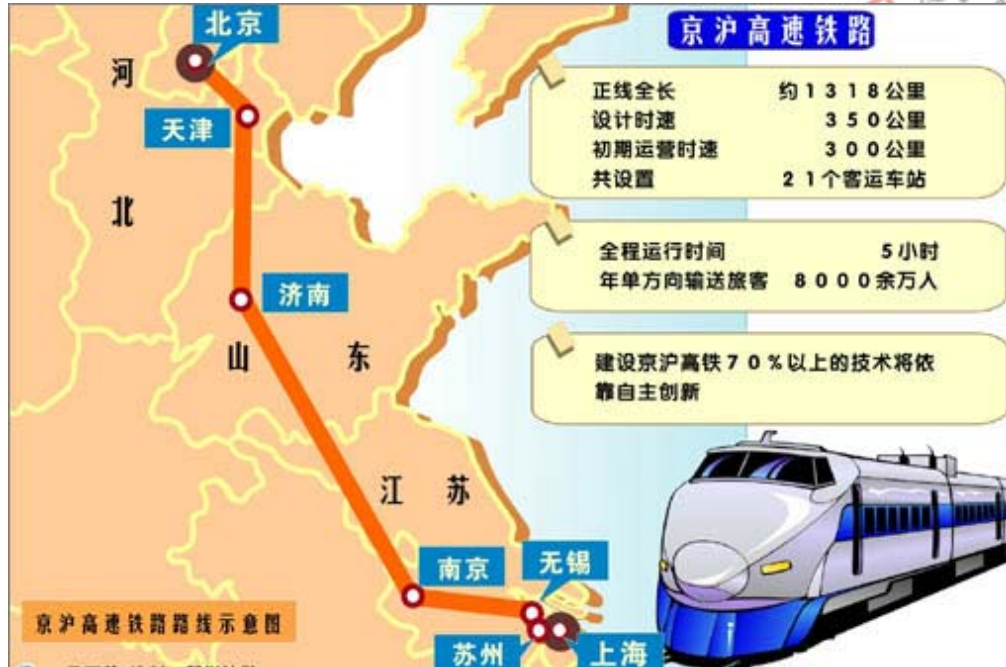 京沪高速铁路
正线全长 约1318公里
设计时速 350公里
初期运营时速 300公里
共设置 21个客运车站
全程运行时间 5小时
年单方向输送旅客 8000余万人
建设京沪高铁70%以上的技术将依
靠自主创新
北京
河
天津
北
济南
山 东
江 苏
南京
无锡
苏州
上海
京沪高速铁路路线示意图